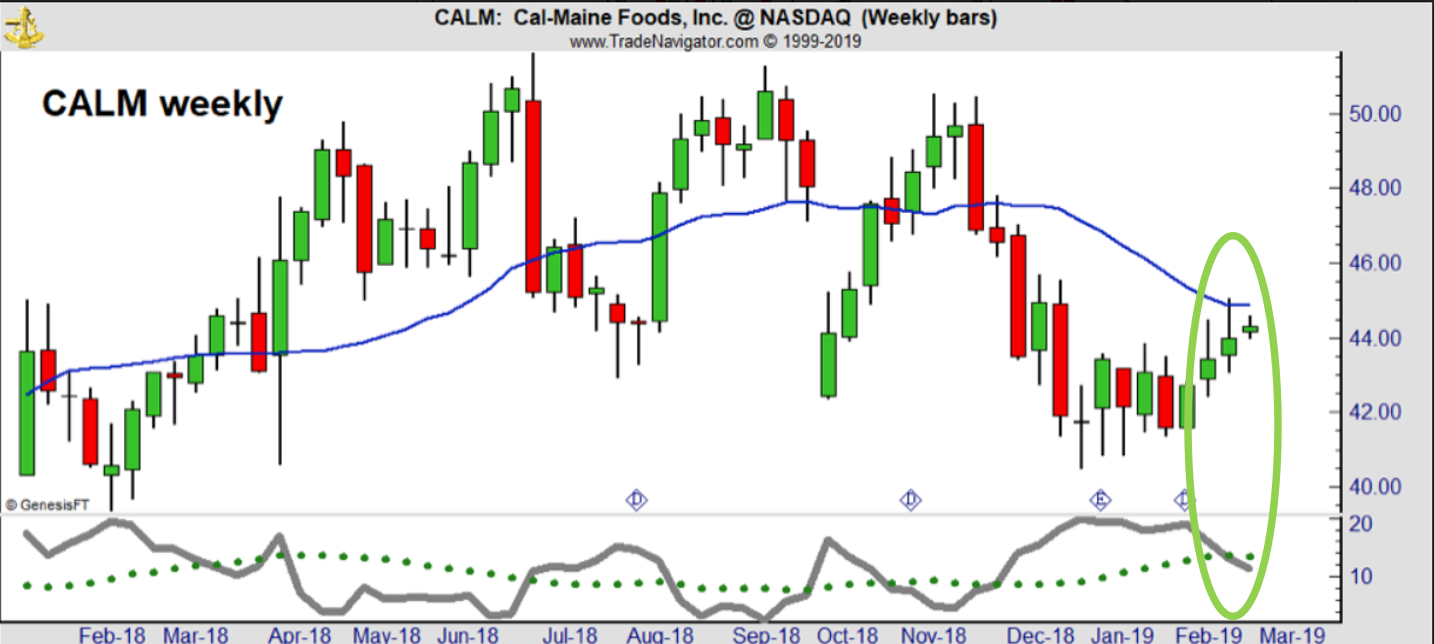 CALM: Cal-Maine Foods, Inc. @ NASDAQ (Weekly bars)
www.TradeNavigator.com © 1999-2019
CALM weekly
50.00
48.00
46.00
44.00
42.00
40.00
D D E D
© GenesisFT
20
10
Feb-18 Mar-18 Apr-18 May-18 Jun-18 Jul-18 Aug-18 Sep-18 Oct-18 Nov-18 Dec-18 Jan-19 Feb-19 Mar-19